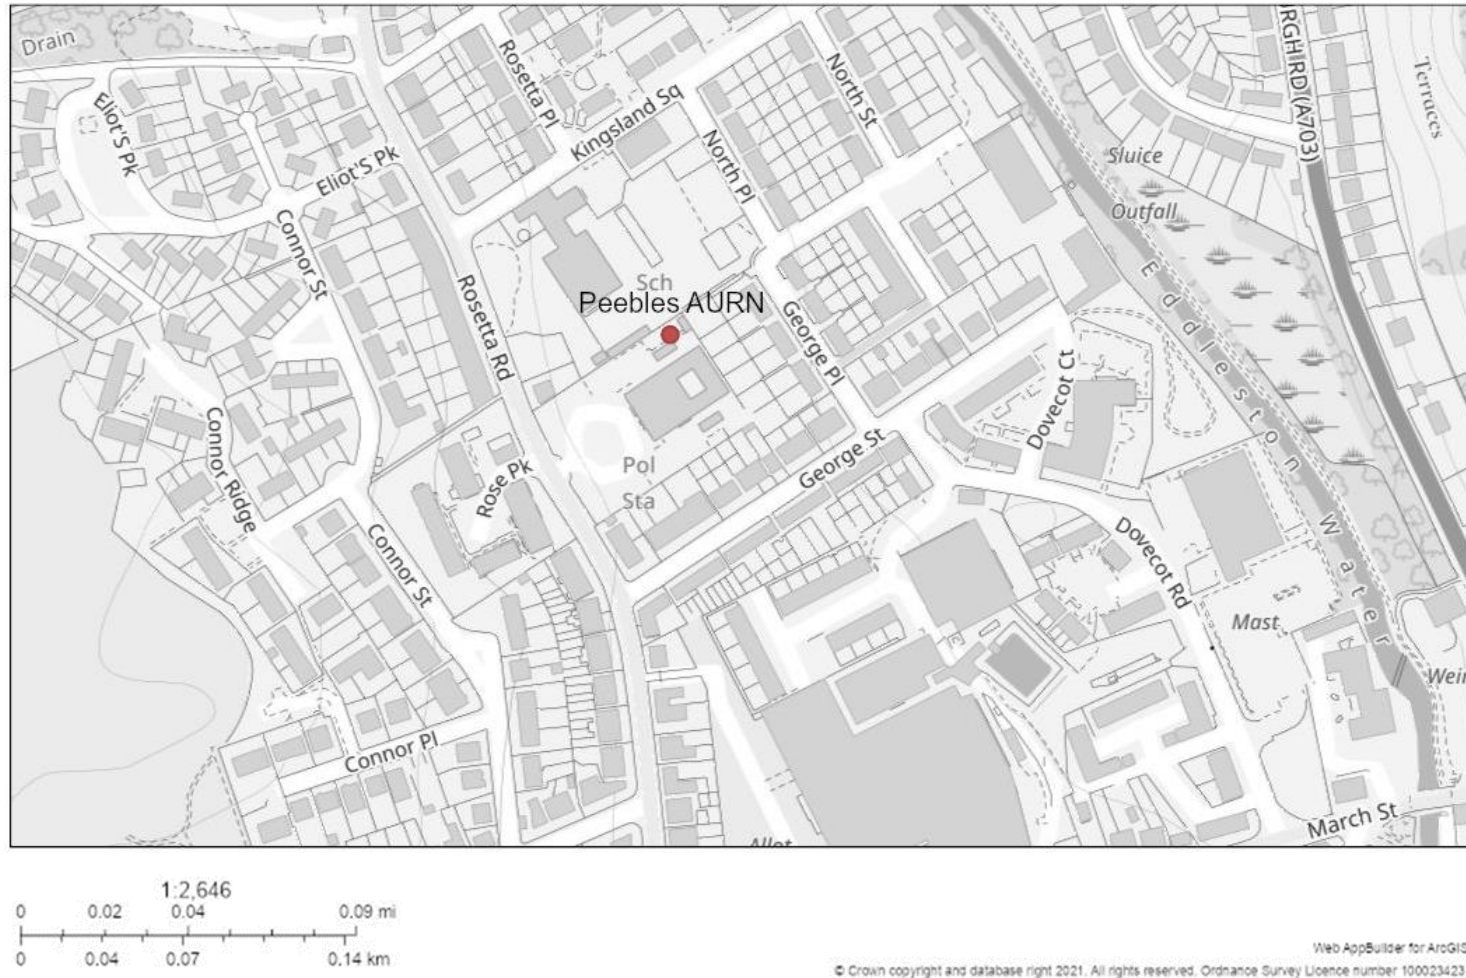 Drain
Eliot'S Pk
Eliot'S Pk
Rosetta Pl
Kingsland Sq
North St
North Pl
RGHIRD (A703)
Terraces
Sluice
Outfall
Connor St
Rosetta Rd
Sch
Peebles AURN
George Pl
Eddleston Water
Dovecot Ct
George St
Connor Ridge
Rose Pk
Pol
Sta
Connor St
Dovecot Rd
Mast
Weir
Connor Pl
March St
Allot
1:2,646
0 0.02 0.04 0.09 mi
0 0.04 0.07 0.14 km
Web AppBuilder for ArcGIS
© Crown copyright and database right 2021. All rights reserved. Ordnance Survey Licence number 100023423